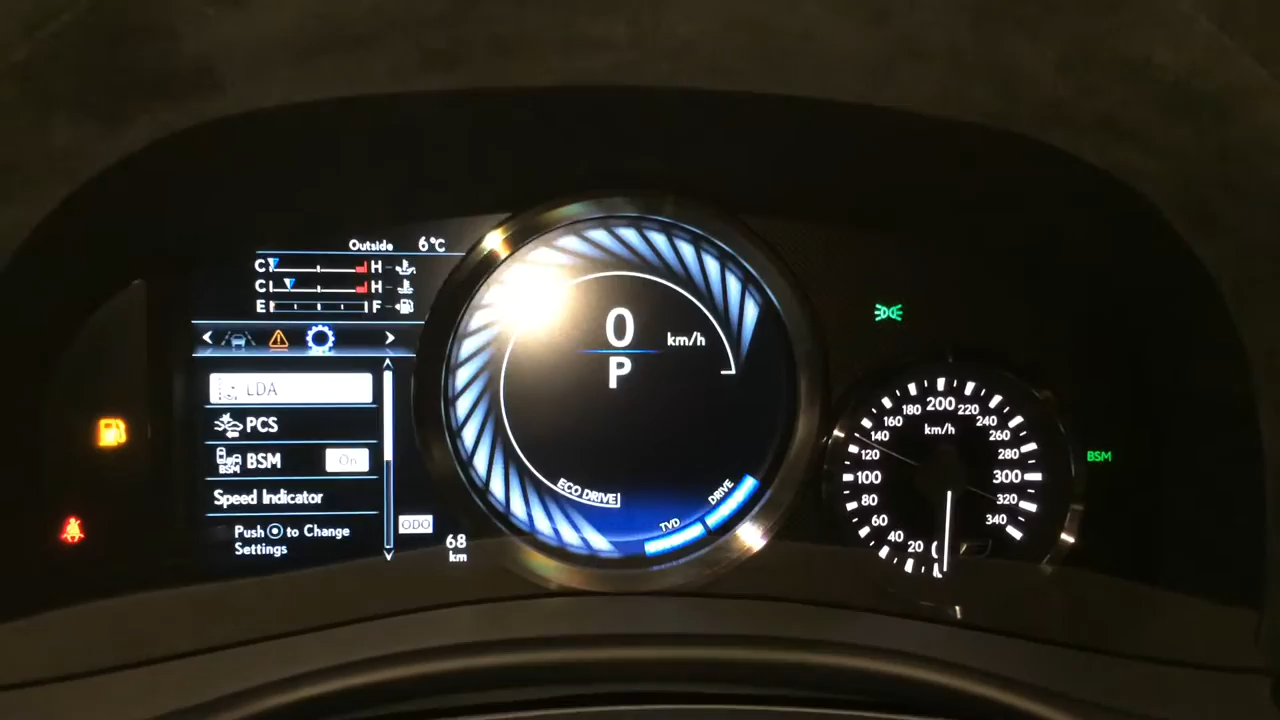 Outside 6°C
C H
C H
E F
LDA
PCS
BSM BSM On
Speed Indicator
Push to Change
Settings
ODO
68
km
0
km/h
P
ECO DRIVE
TVD
DRIVE
0
20
40
60
80
100
120
140
160
180
200
220
240
260
280
300
320
340
km/h
BSM